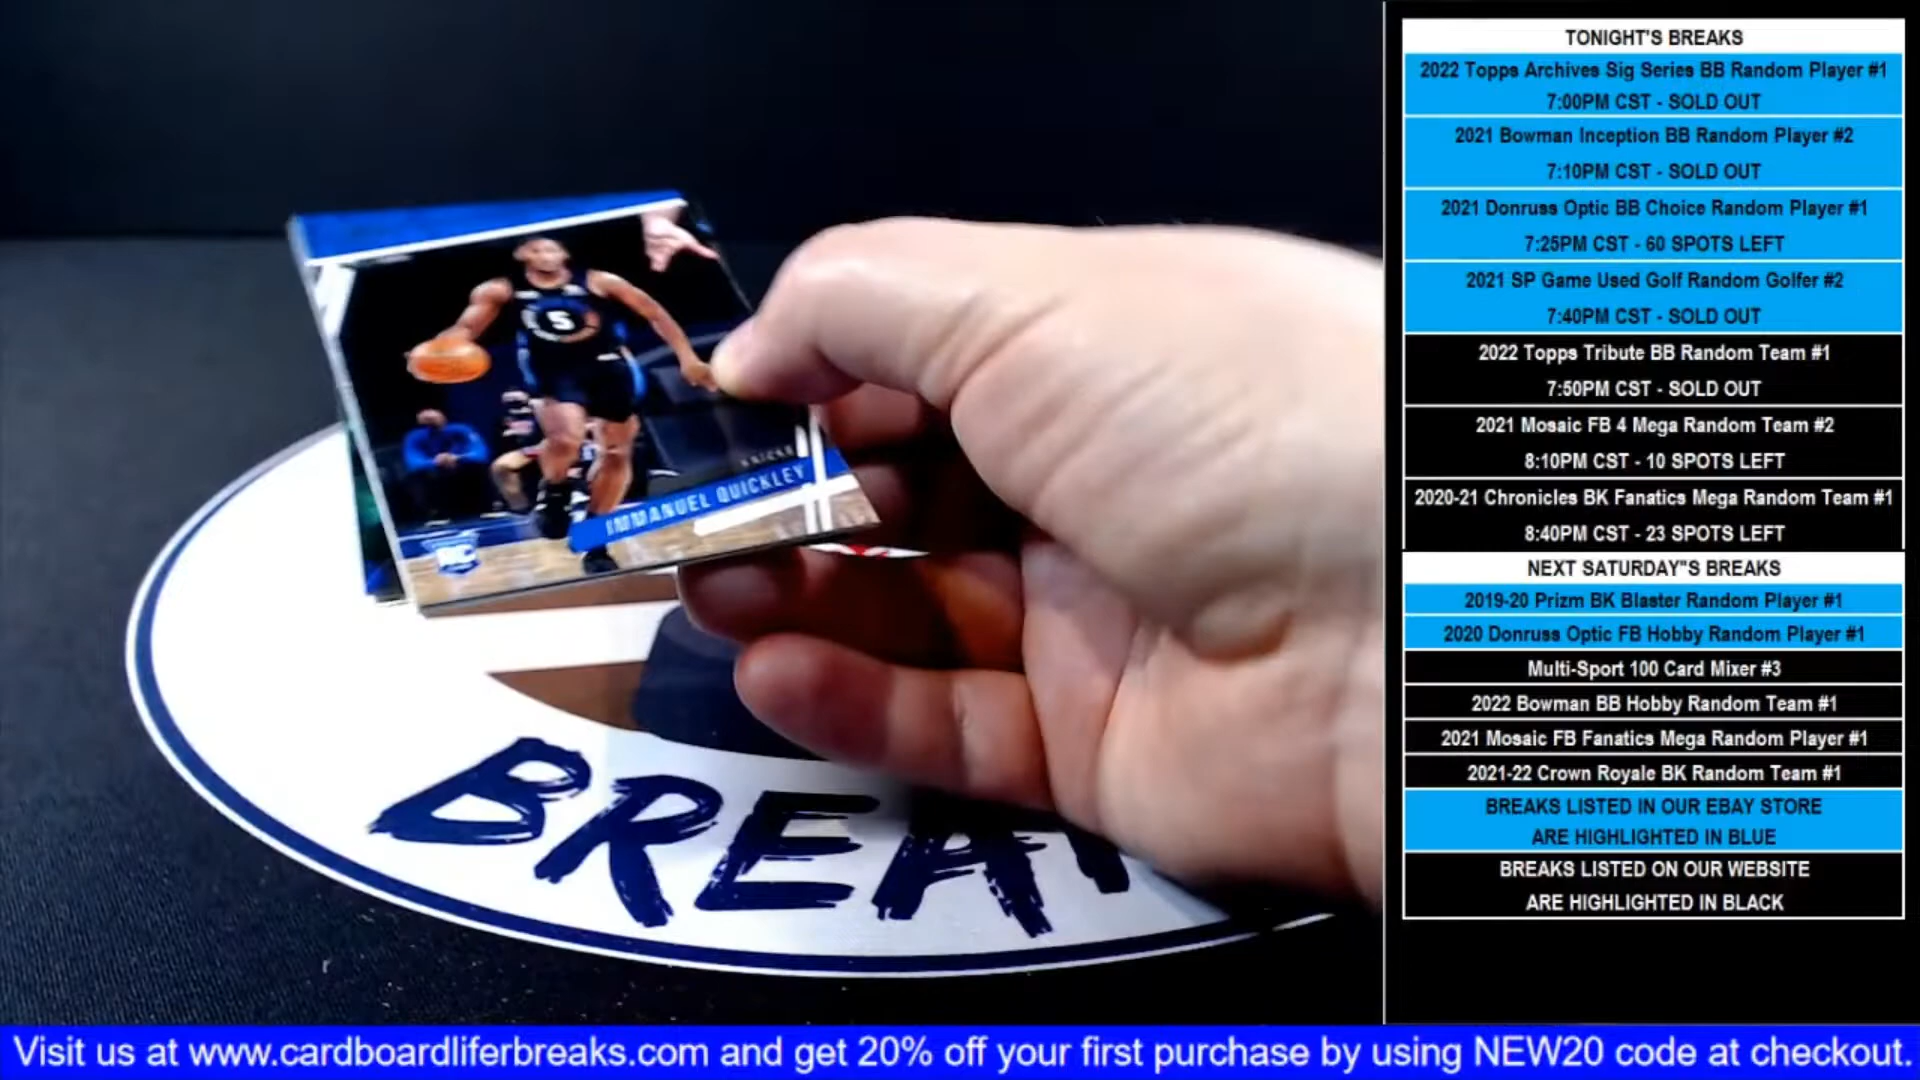 5
KNICKS
IMMANUEL QUICKLEY
RC
BREA
TONIGHT'S BREAKS
2022 Topps Archives Sig Series BB Random Player #1
7:00PM CST - SOLD OUT
2021 Bowman Inception BB Random Player #2
7:10PM CST - SOLD OUT
2021 Donruss Optic BB Choice Random Player #1
7:25PM CST - 60 SPOTS LEFT
2021 SP Game Used Golf Random Golfer #2
7:40PM CST - SOLD OUT
2022 Topps Tribute BB Random Team #1
7:50PM CST - SOLD OUT
2021 Mosaic FB 4 Mega Random Team #2
8:10PM CST - 10 SPOTS LEFT
2020-21 Chronicles BK Fanatics Mega Random Team #1
8:40PM CST - 23 SPOTS LEFT
NEXT SATURDAY"S BREAKS
2019-20 Prizm BK Blaster Random Player #1
2020 Donruss Optic FB Hobby Random Player #1
Multi-Sport 100 Card Mixer #3
2022 Bowman BB Hobby Random Team #1
2021 Mosaic FB Fanatics Mega Random Player #1
2021-22 Crown Royale BK Random Team #1
BREAKS LISTED IN OUR EBAY STORE
ARE HIGHLIGHTED IN BLUE
BREAKS LISTED ON OUR WEBSITE
ARE HIGHLIGHTED IN BLACK
Visit us at www.cardboardliferbreaks.com and get 20% off your first purchase by using NEW20 code at checkout.